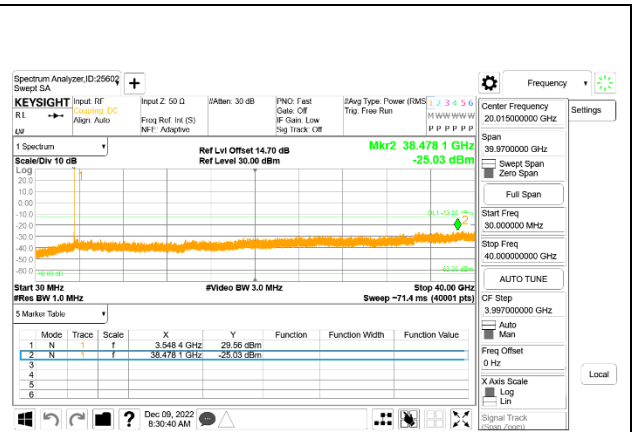 Spectrum Analyzer,ID:25602
Swept SA
+
Frequency
KEYSIGHT Input: RF Input Z: 50 Ω #Atten: 30 dB PNO: Fast #Avg Type: Power (RMS 1 2 3 4 5 6
R L Coupling: DC Gate: Off Trig: Free Run M W W W W W
Align: Auto Freq Ref: Int (S) IF Gain: Low
NFE: Adaptive Sig Track: Off P P P P P P
1 Spectrum
Ref Lvl Offset 14.70 dB Mkr2 38.478 1 GHz
Scale/Div 10 dB Ref Level 30.00 dBm -25.03 dBm
Log
1
20.0
10.0
0.00
-10.0
-20.0
-30.0
-40.0
-50.0
-60.0
2
Start 30 MHz #Video BW 3.0 MHz Stop 40.00 GHz
#Res BW 1.0 MHz Sweep ~71.4 ms (40001 pts)
5 Marker Table
Mode Trace Scale X Y Function Function Width Function Value
1 N 1 f 3.548 4 GHz 29.56 dBm
2 N 1 f 38.478 1 GHz -25.03 dBm
3
4
5
6
Center Frequency
20.015000000 GHz
Settings
Span
39.9700000 GHz
Swept Span
Zero Span
Full Span
Start Freq
30.000000 MHz
Stop Freq
40.000000000 GHz
AUTO TUNE
CF Step
3.997000000 GHz
Auto
Man
Freq Offset
0 Hz
X Axis Scale
Log
Lin
Local
Signal Track
(Span Zoom)
? Dec 09, 2022
8:30:40 AM